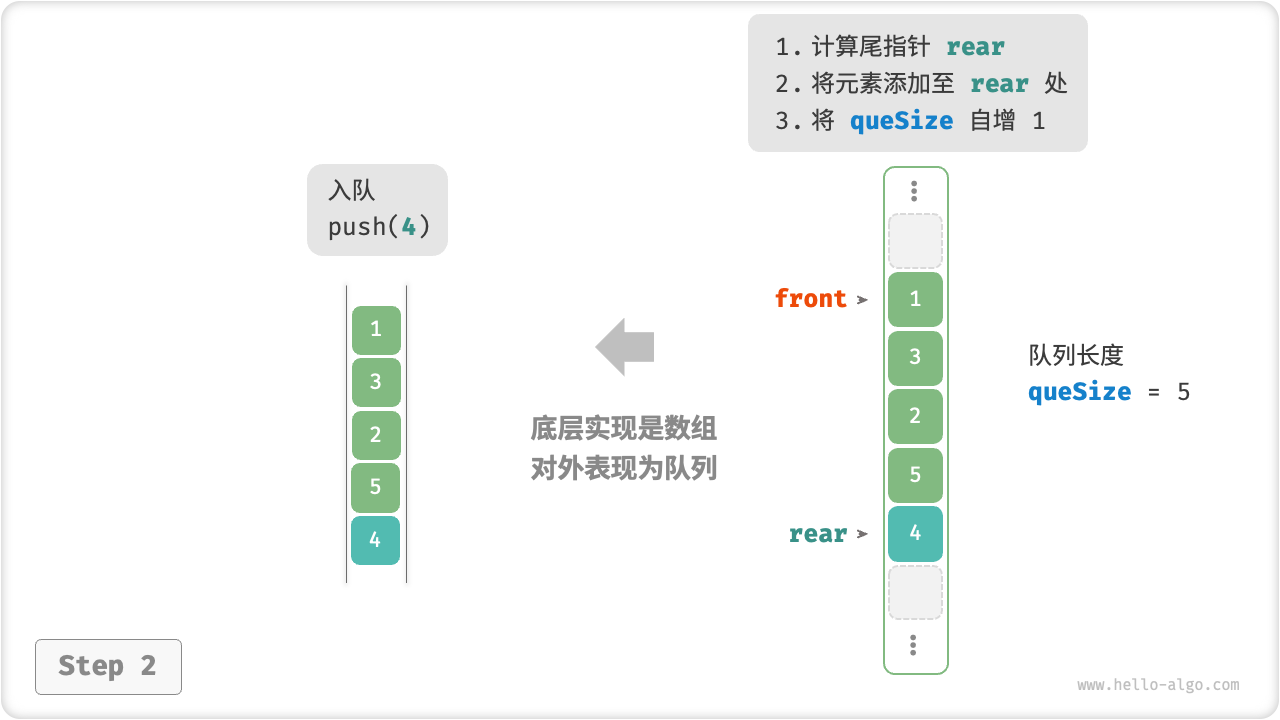 1. 计算尾指针 rear
2. 将元素添加至 rear 处
3. 将 queSize 自增 1
入队
push(4)
1
3
2
5
4
底层实现是数组
对外表现为队列
front
1
3
2
5
rear
4
队列长度
queSize = 5
Step 2
www.hello-algo.com